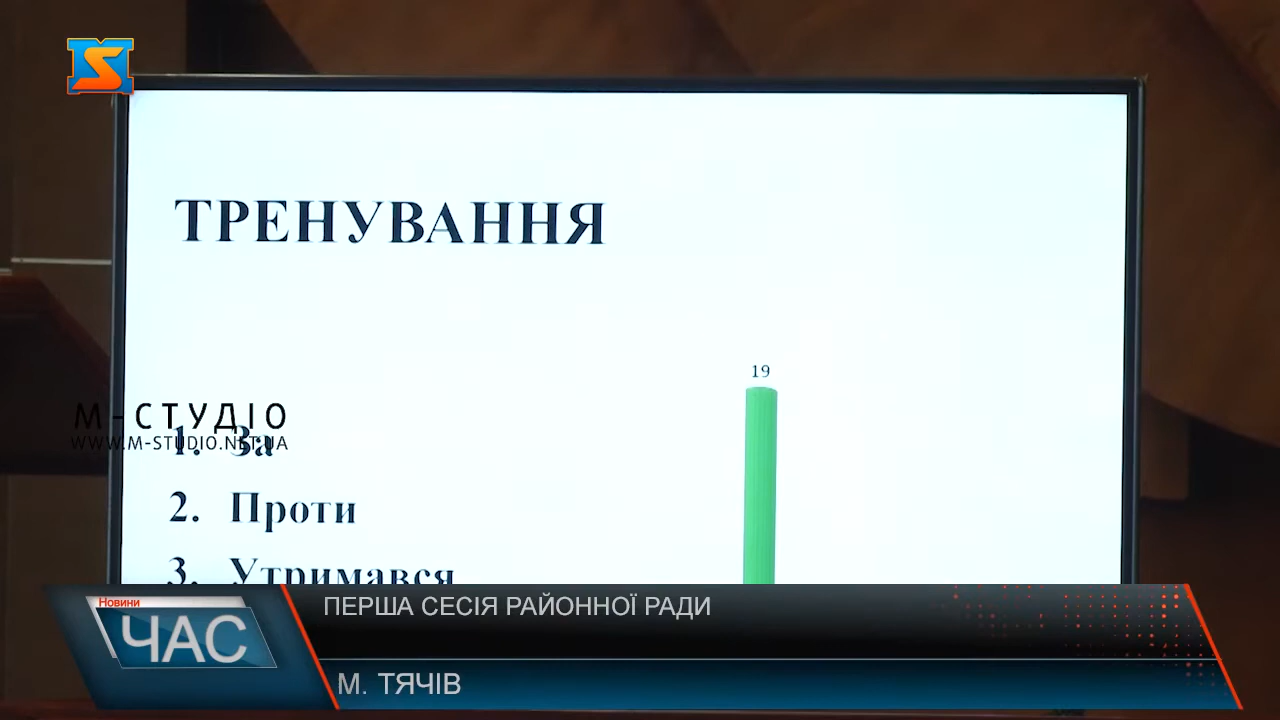 ТРЕНУВАННЯ
19
М-СТУДІО
WWW.M-STUDIO.NET.UA
1. За
2. Проти
3. Утримався
Новини
ЧАС
ПЕРША СЕСІЯ РАЙОННОЇ РАДИ
М. ТЯЧІВ